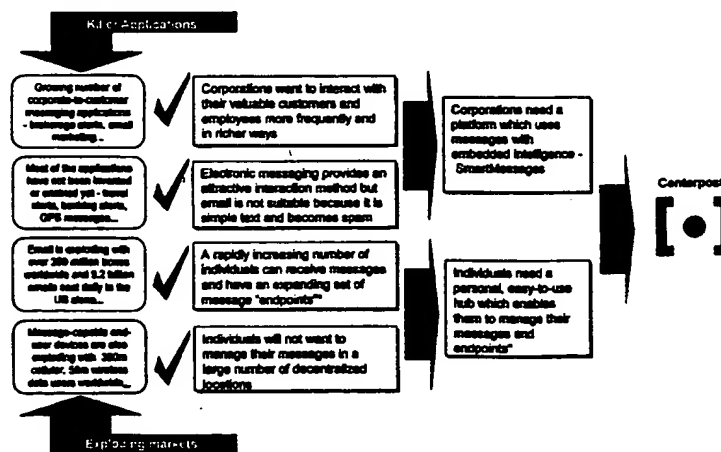 Killer Applications
Growing number of
corporate-to-customer
messaging applications
- brokerage alerts, email
marketing...
Corporations want to interact with
their valuable customers and
employees more frequently and
in richer ways
Most of the applications
have not been invented
or enabled yet - travel
alerts, banking alerts,
GPS messages...
Electronic messaging provides an
attractive interaction method but
email is not suitable because it is
simple text and becomes spam
Corporations need a
platform which uses
messages with
embedded intelligence -
SmartMessages
Centerpost
Email is exploding with
over million boxes
worldwide and billion
emails sent daily in the
US alone...
A rapidly increasing number of
individuals can receive messages
and have an expanding set of
message "endpoints"
Individuals need a
personal, easy-to-use
hub which enables
them to manage their
messages and
endpoints"
Message-capable end-
user devices are also
exploding with
cellular, wireless
data users worldwide...
Individuals will not want to
manage their messages in a
large number of decentralized
locations
Exploding markets